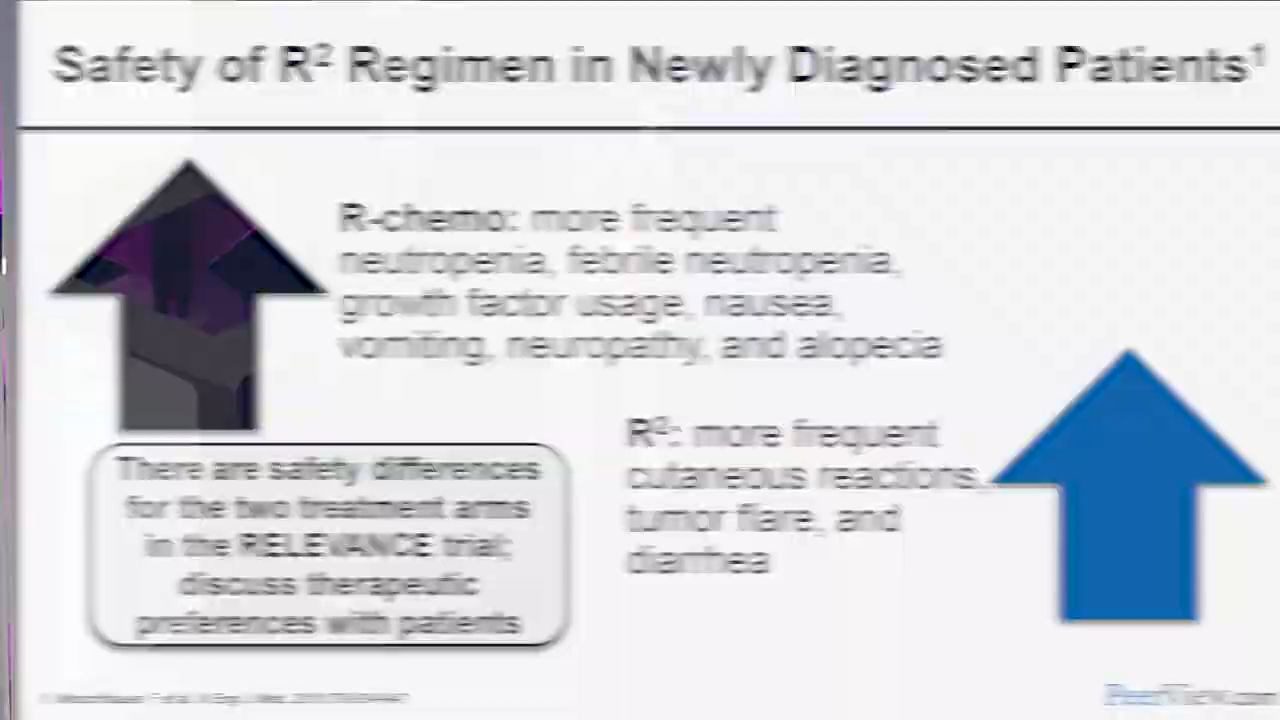 Safety of R² Regimen in Newly Diagnosed Patients¹
R-chemo: more frequent
neutropenia, febrile neutropenia,
growth factor usage, nausea,
vomiting, neuropathy, and alopecia
R²: more frequent
cutaneous reactions,
tumor flare, and
diarrhea
There are safety differences
for the two treatment arms
in the RELEVANCE trial;
discuss therapeutic
preferences with patients
PeerView.com